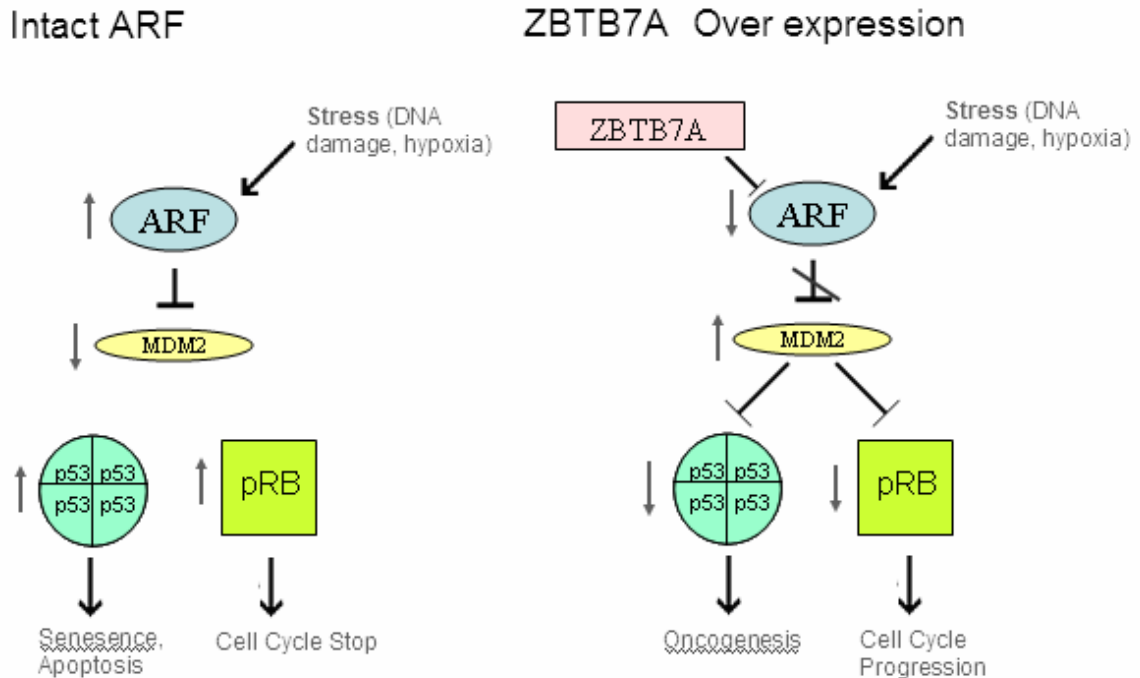 Intact ARF
Stress (DNA
damage, hypoxia)
ARF
MDM2
p53 p53
p53 p53
pRB
Senesence,
Apoptosis
Cell Cycle Stop
ZBTB7A Over expression
ZBTB7A
Stress (DNA
damage, hypoxia)
ARF
MDM2
p53 p53
p53 p53
pRB
Oncogenesis
Cell Cycle
Progression